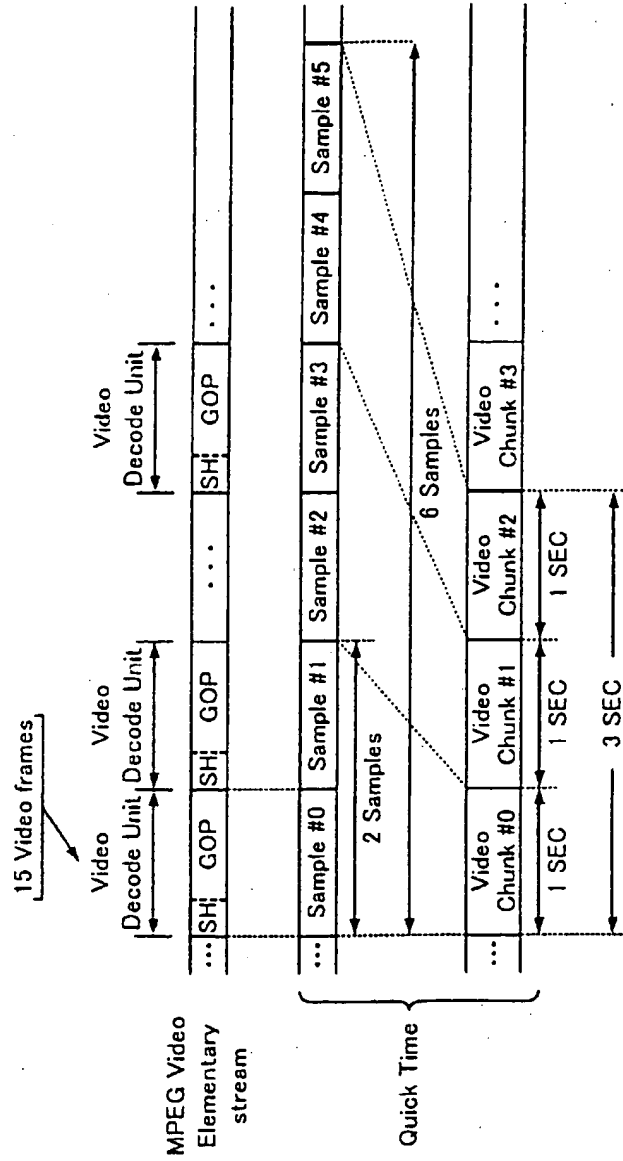 15 Video frames
Video
Decode Unit
Video
Decode Unit
Video
Decode Unit
MPEG Video
Elementary
stream
... SH GOP SH GOP ... SH GOP ...
Quick Time
... Sample #0 Sample #1 Sample #2 Sample #3 Sample #4 Sample #5
2 Samples
6 Samples
... Video
Chunk #0
Video
Chunk #1
Video
Chunk #2
Video
Chunk #3
...
1 SEC
1 SEC
1 SEC
3 SEC